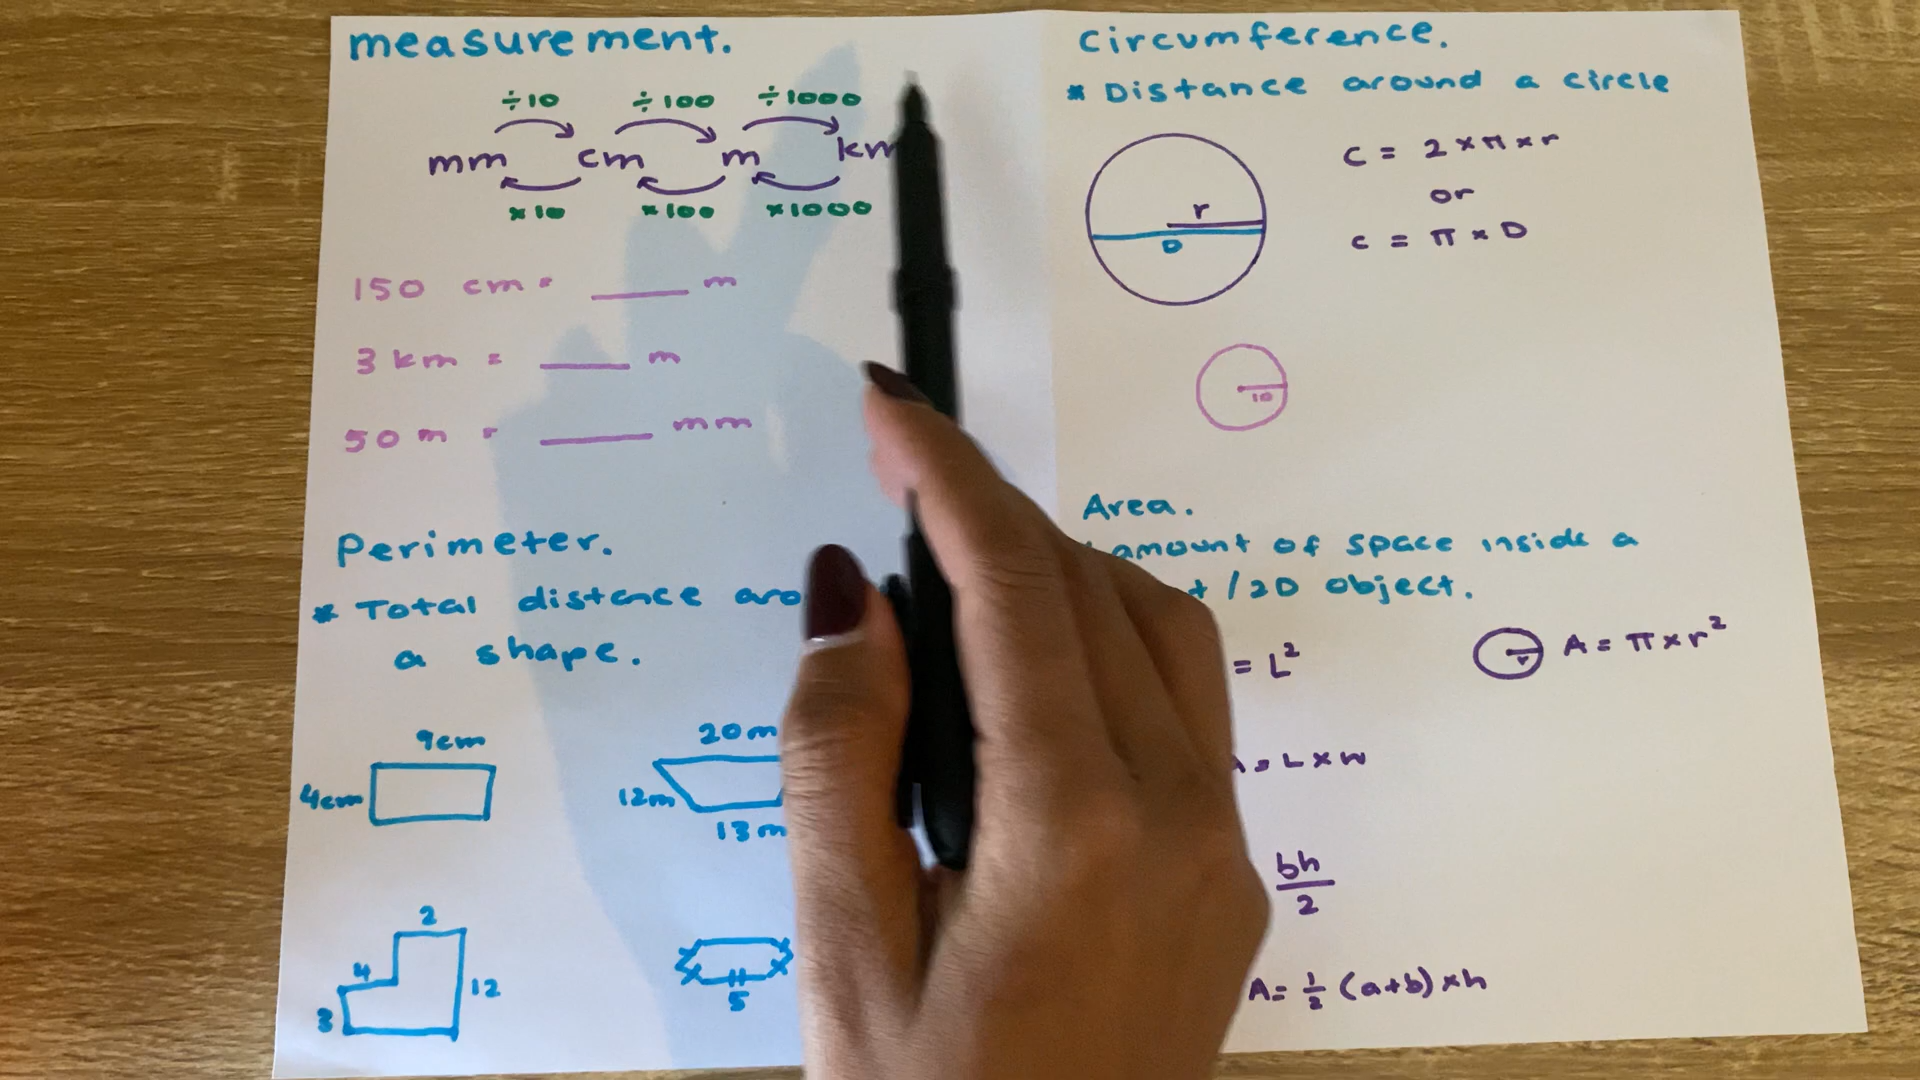 measurement.
÷10 ÷100 ÷1000
mm cm m km
×10 ×100 ×1000
150 cm = ____ m
3 km = ____ m
50 m = ____ mm
Perimeter.
* Total distance
a shape.
9cm
4cm
20m
12m
13m
2
4
12
3
5
Circumference.
* Distance around a circle
r
D
C = 2 × π × r
or
C = π × D
10
Area.
amount of space inside a
/2D object.
= L²
r
A = π × r²
= L × W
bh
2
A = ½ (a+b) × h